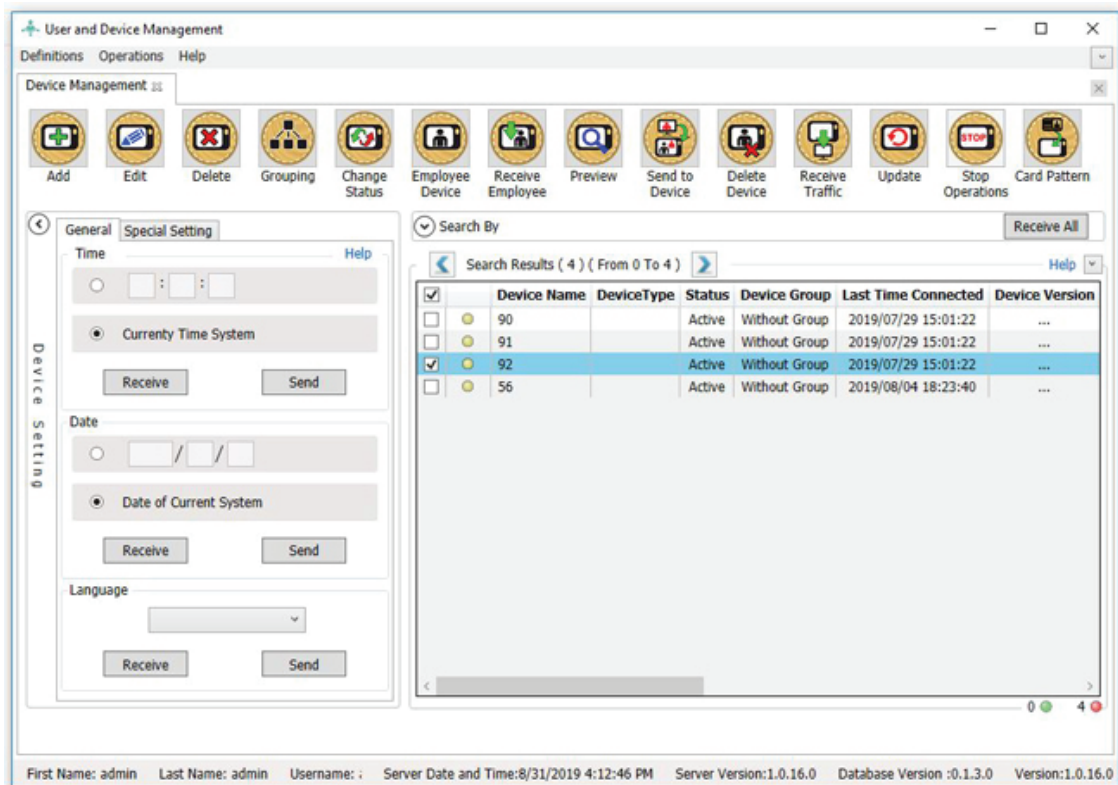 User and Device Management
Definitions Operations Help
Device Management
Add Edit Delete Grouping Change Status Employee Device Receive Employee Preview Send to Device Delete Device Receive Traffic Update STOP Stop Operations Card Pattern
Device Setting
General Special Setting
Time Help
: :
Currenty Time System
Receive Send
Date
/ /
Date of Current System
Receive Send
Language
Receive Send
Search By Receive All
Search Results ( 4 ) ( From 0 To 4 ) Help
Device Name DeviceType Status Device Group Last Time Connected Device Version
90 Active Without Group 2019/07/29 15:01:22 ...
91 Active Without Group 2019/07/29 15:01:22 ...
92 Active Without Group 2019/07/29 15:01:22 ...
56 Active Without Group 2019/08/04 18:23:40 ...
0 4
First Name: admin Last Name: admin Username: Server Date and Time:8/31/2019 4:12:46 PM Server Version:1.0.16.0 Database Version :0.1.3.0 Version:1.0.16.0